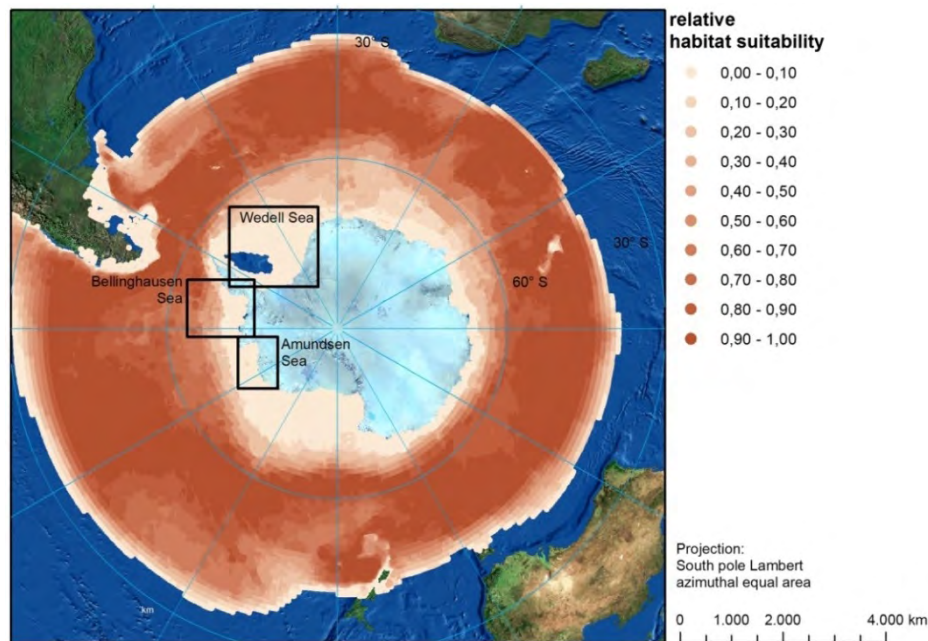 relative
habitat suitability
30° S
0,00 - 0,10
0,10 - 0,20
0,20 - 0,30
0,30 - 0,40
0,40 - 0,50
0,50 - 0,60
0,60 - 0,70
0,70 - 0,80
0,80 - 0,90
0,90 - 1,00
Wedell Sea
30° S
60° S
Bellinghausen
Sea
Amundsen
Sea
Projection:
South pole Lambert
azimuthal equal area
km
0 1.000 2.000 4.000 km